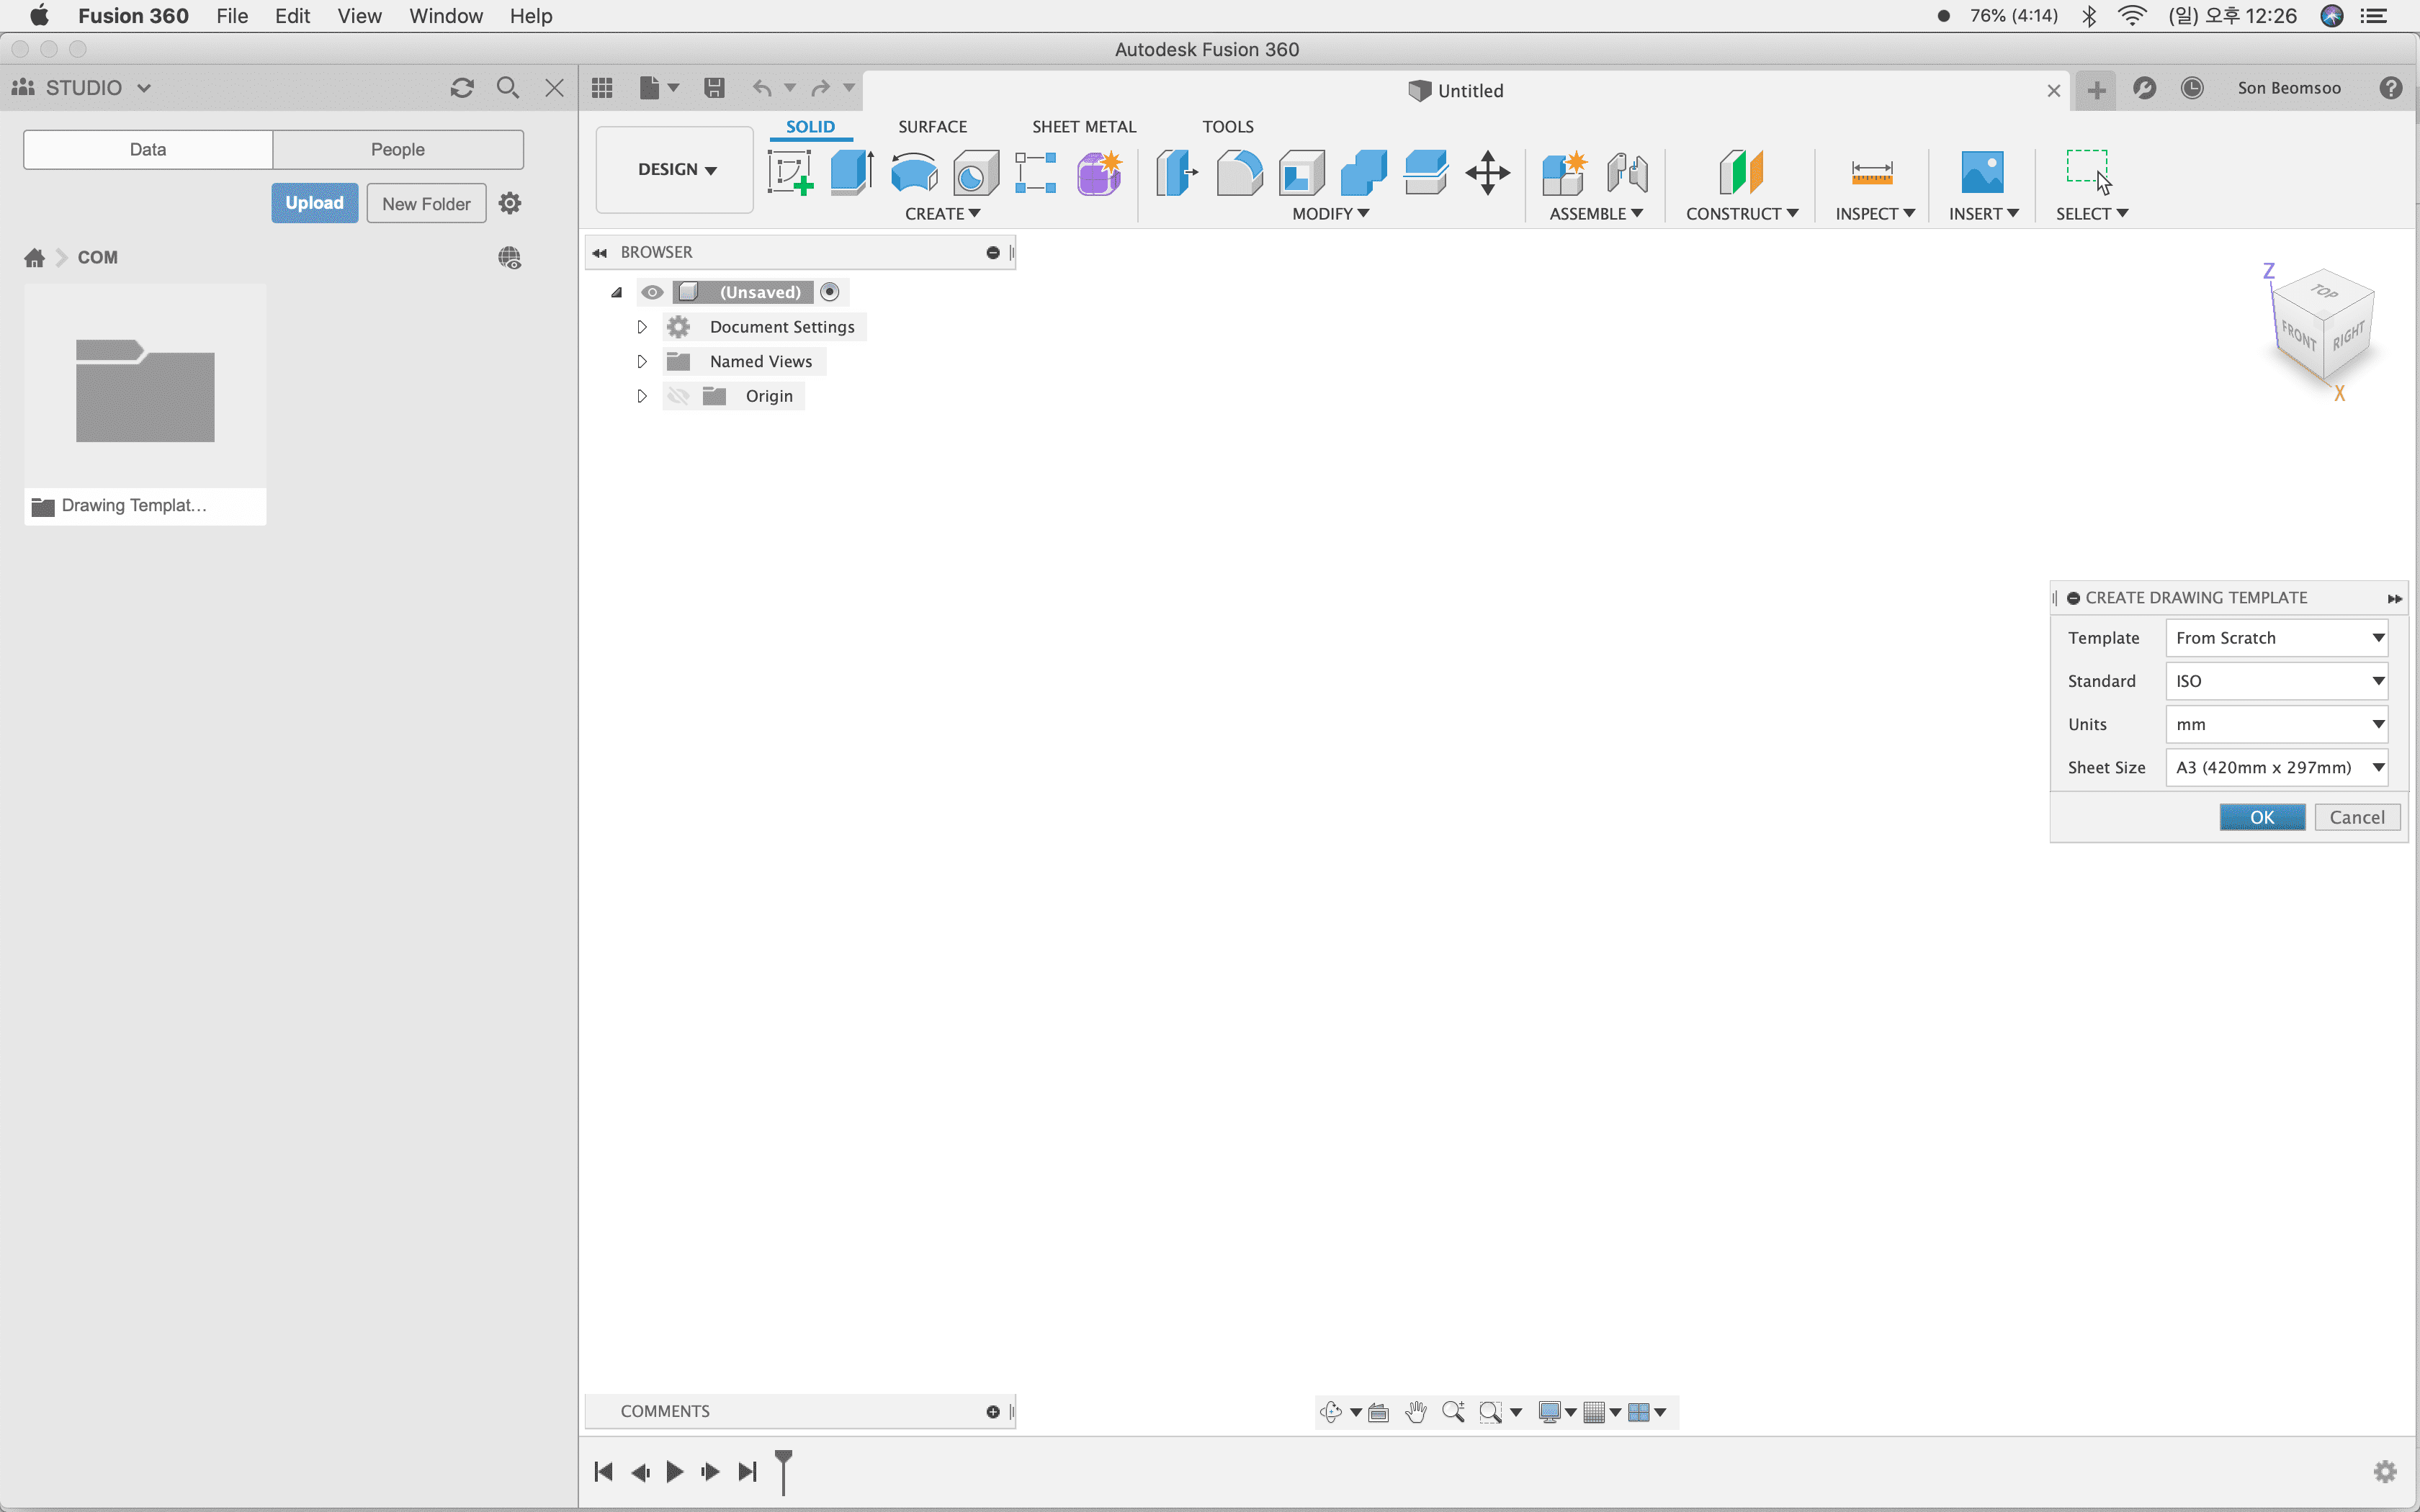 Fusion 360 File Edit View Window Help 76% (4:14) (일) 오후 12:26
Autodesk Fusion 360
STUDIO
Untitled
Son Beomsoo
Data People
Upload New Folder
COM
Drawing Templat...
DESIGN
SOLID SURFACE SHEET METAL TOOLS
CREATE MODIFY ASSEMBLE CONSTRUCT INSPECT INSERT SELECT
BROWSER
(Unsaved)
Document Settings
Named Views
Origin
Z
TOP
FRONT
RIGHT
X
CREATE DRAWING TEMPLATE
Template From Scratch
Standard ISO
Units mm
Sheet Size A3 (420mm x 297mm)
OK Cancel
COMMENTS